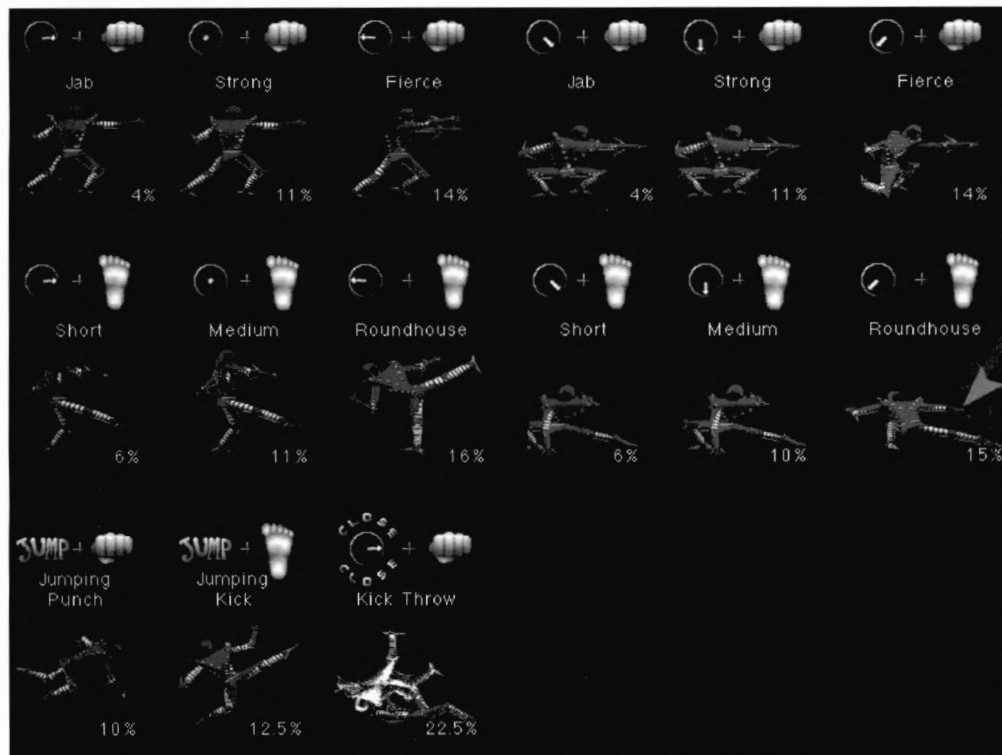 + + + + + +
Jab Strong Fierce Jab Strong Fierce
4% 11% 14% 4% 11% 14%
+ + + + + +
Short Medium Roundhouse Short Medium Roundhouse
6% 11% 16% 6% 10% 15%
CLOSE
JUMP + JUMP + +
CLOSE
Jumping Jumping Kick Throw
Punch Kick
10% 12.5% 22.5%